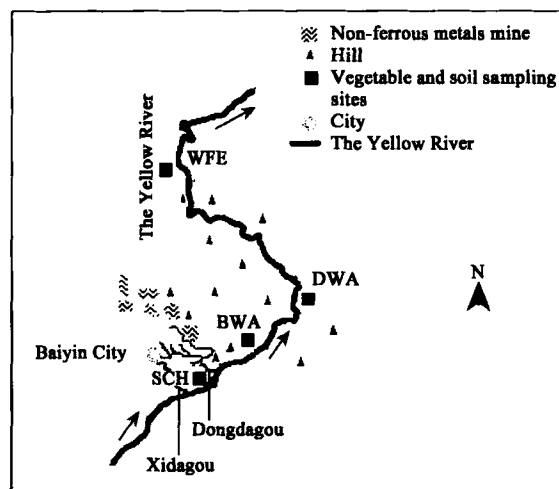 Non-ferrous metals mine
Hill
Vegetable and soil sampling
sites
City
The Yellow River
The Yellow River
WFE
N
DWA
BWA
Baiyin City
SCH
Dongdagou
Xidagou